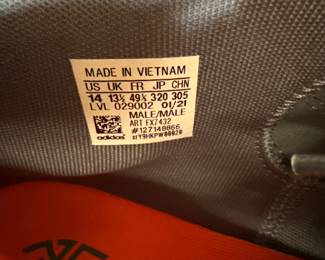 MADE IN VIETNAM
US UK FR JP CHN
14 13½ 49⅓ 320 305
LVL 029002 01/21
MALE/MÂLE
ART FX7432
#127148866
adidas